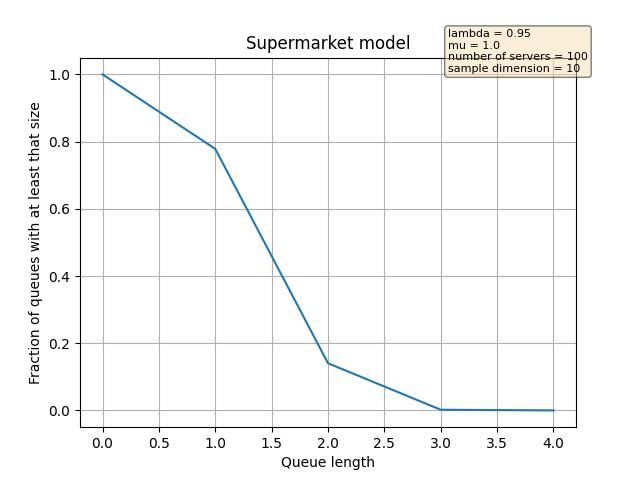 Supermarket model
lambda = 0.95
mu = 1.0
number of servers = 100
sample dimension = 10
Fraction of queues with at least that size
1.0
0.8
0.6
0.4
0.2
0.0
0.0 0.5 1.0 1.5 2.0 2.5 3.0 3.5 4.0
Queue length